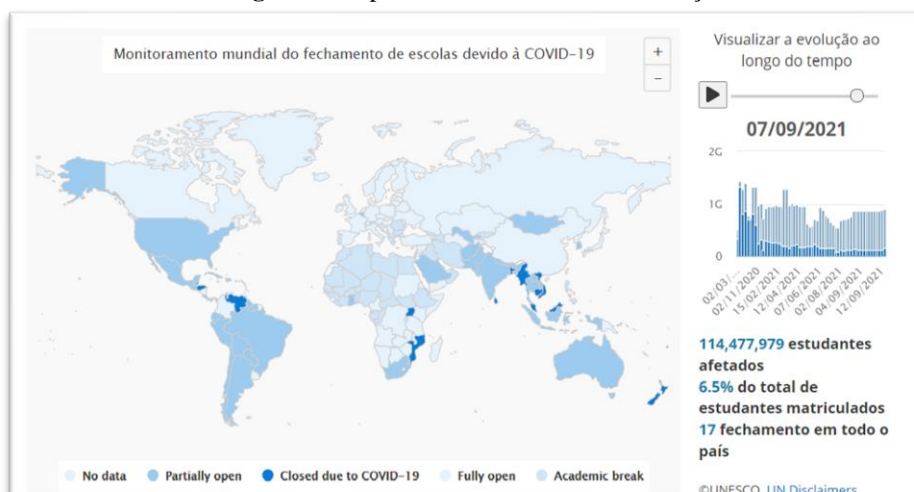 Monitoramento mundial do fechamento de escolas devido à COVID-19
+
−
Visualizar a evolução ao
longo do tempo
07/09/2021
2G
1G
0
02/03/...
02/11/2020
15/02/2021
12/04/2021
07/06/2021
02/08/2021
04/09/2021
12/09/2021
114,477,979 estudantes
afetados
6.5% do total de
estudantes matriculados
17 fechamento em todo o
país
©UNESCO. UN Disclaimers
No data
Partially open
Closed due to COVID-19
Fully open
Academic break